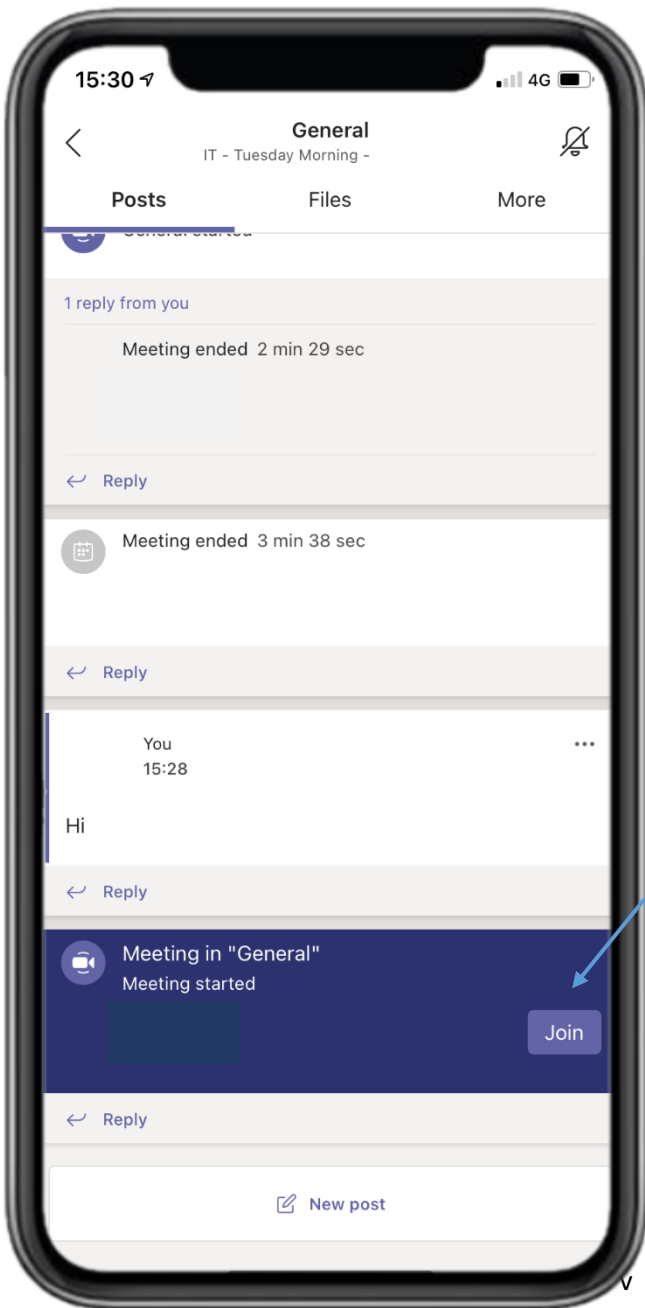 15:30
4G
General
IT - Tuesday Morning -
Posts Files More
General started
1 reply from you
Meeting ended 2 min 29 sec
Reply
Meeting ended 3 min 38 sec
Reply
You
15:28
Hi
Reply
Meeting in "General"
Meeting started
Join
Reply
New post
v